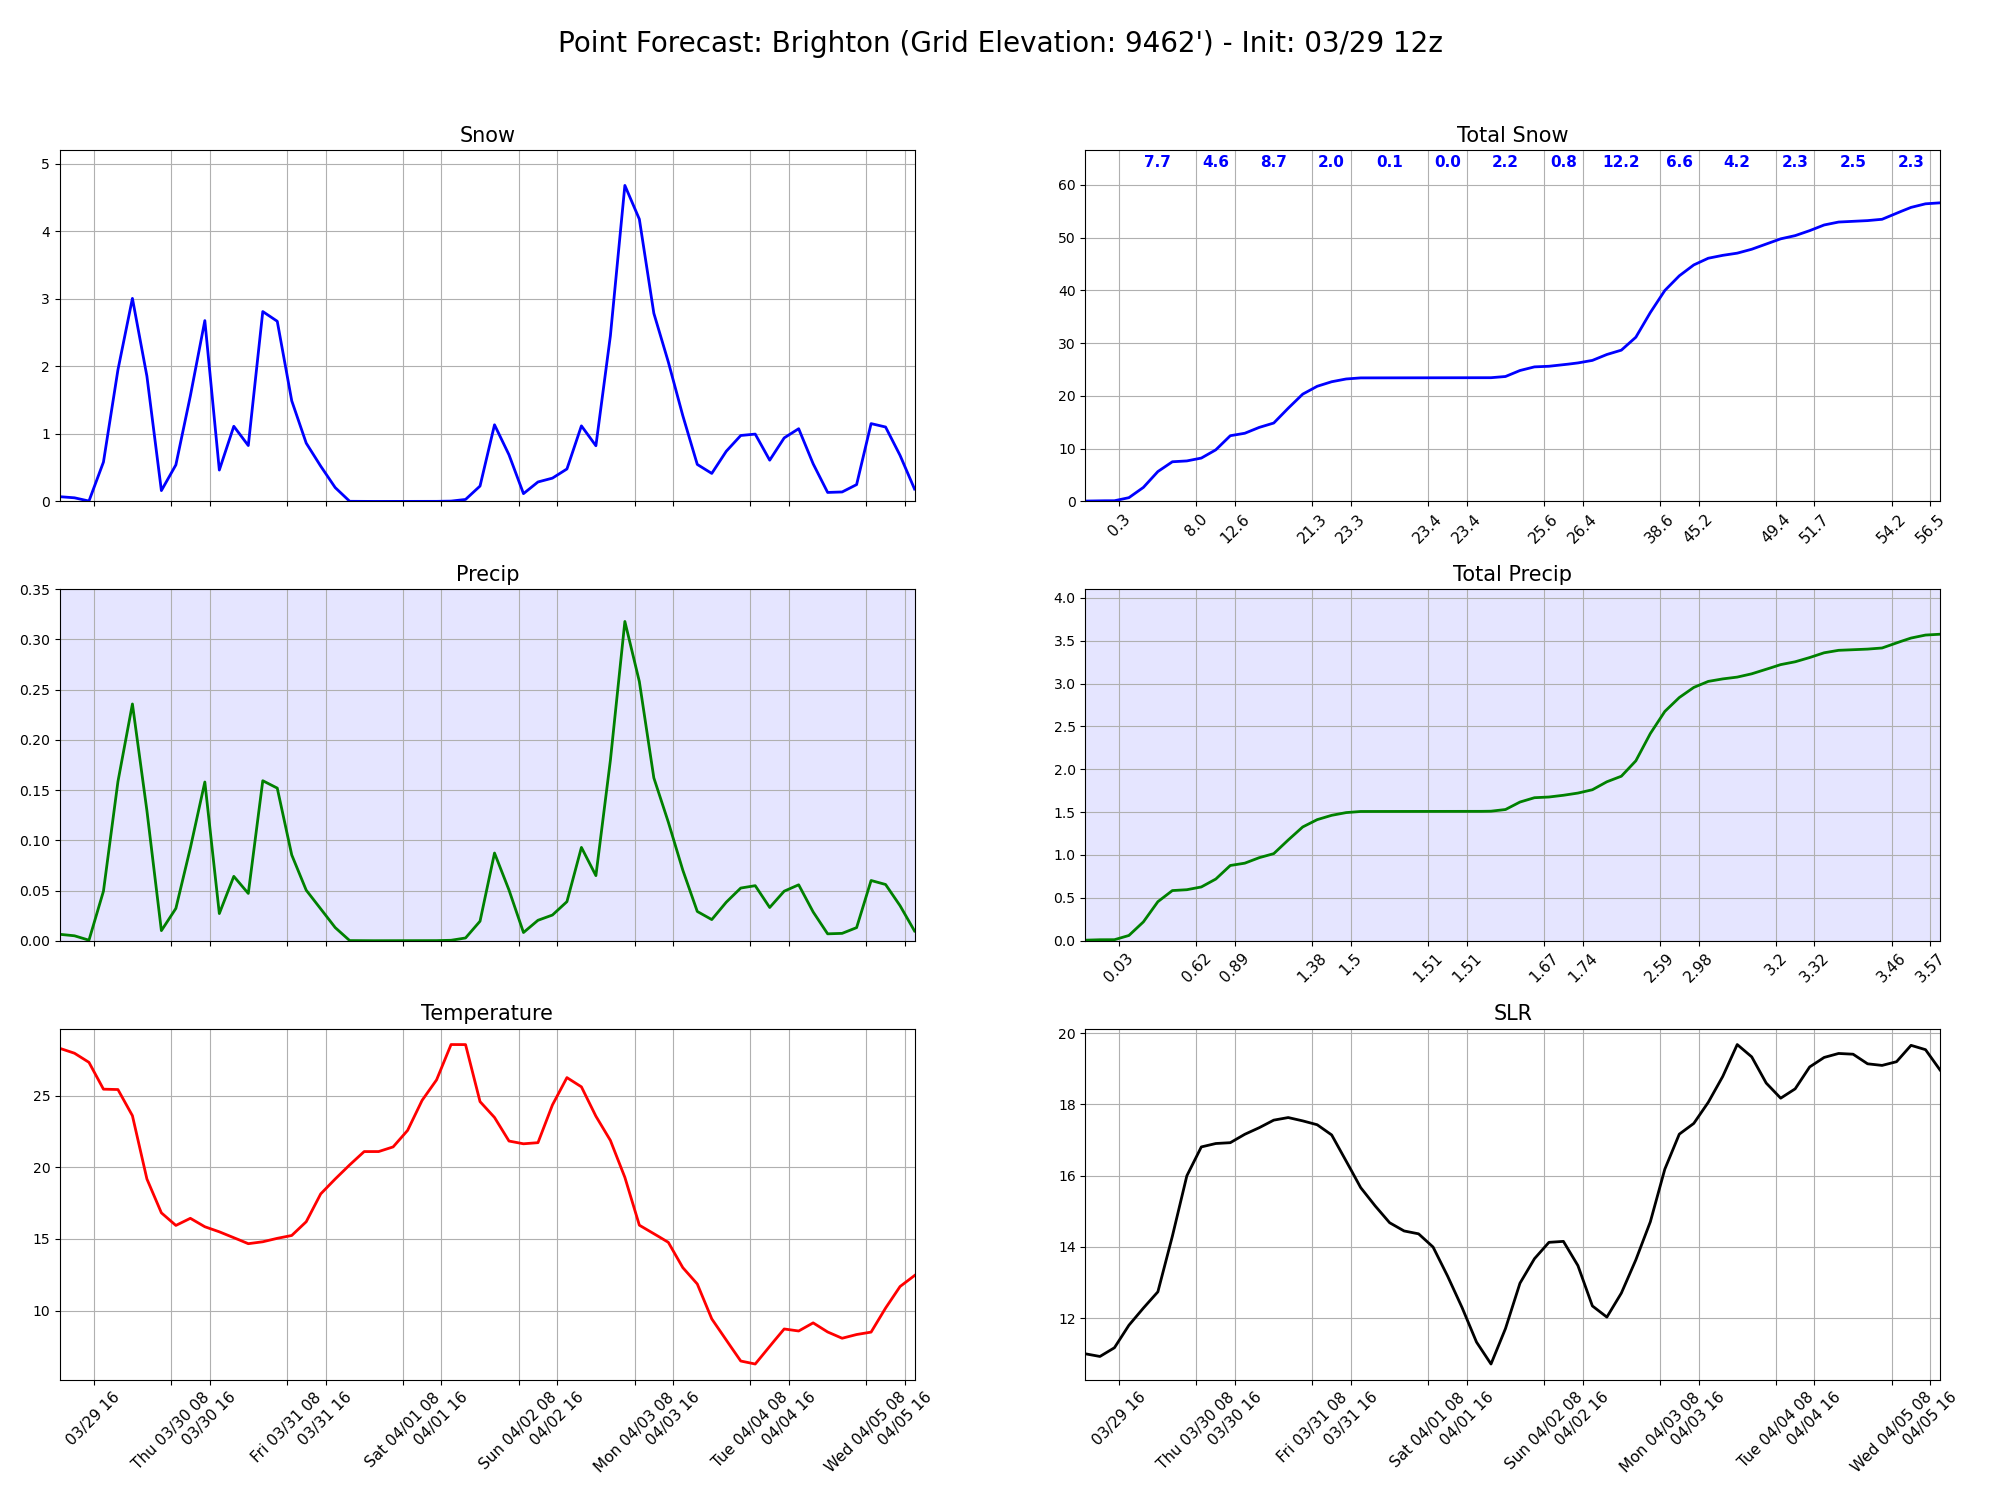 Point Forecast: Brighton (Grid Elevation: 9462') - Init: 03/29 12z
Snow
5
4
3
2
1
0
Total Snow
7.7 4.6 8.7 2.0 0.1 0.0 2.2 0.8 12.2 6.6 4.2 2.3 2.5 2.3
60
50
40
30
20
10
0
0.3 8.0 12.6 21.3 23.3 23.4 23.4 25.6 26.4 38.6 45.2 49.4 51.7 54.2 56.5
Precip
0.35
0.30
0.25
0.20
0.15
0.10
0.05
0.00
Total Precip
4.0
3.5
3.0
2.5
2.0
1.5
1.0
0.5
0.0
0.03 0.62 0.89 1.38 1.5 1.51 1.51 1.67 1.74 2.59 2.98 3.2 3.32 3.46 3.57
Temperature
25
20
15
10
03/29 16
Thu 03/30 08
03/30 16
Fri 03/31 08
03/31 16
Sat 04/01 08
04/01 16
Sun 04/02 08
04/02 16
Mon 04/03 08
04/03 16
Tue 04/04 08
04/04 16
Wed 04/05 08
04/05 16
SLR
20
18
16
14
12
03/29 16
Thu 03/30 08
03/30 16
Fri 03/31 08
03/31 16
Sat 04/01 08
04/01 16
Sun 04/02 08
04/02 16
Mon 04/03 08
04/03 16
Tue 04/04 08
04/04 16
Wed 04/05 08
04/05 16